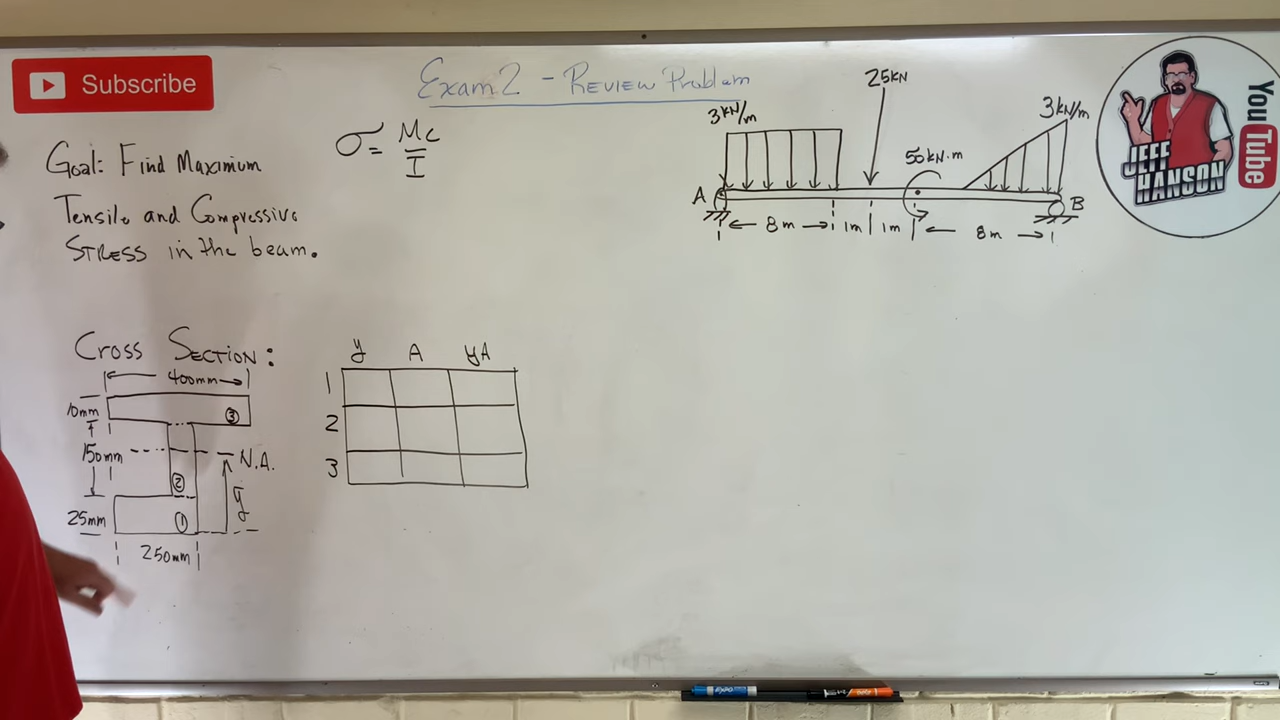 Subscribe
Exam 2 - Review Problem
Goal: Find Maximum
Tensile and Compressive
STRESS in the beam.
σ = Mc
I
3kN/m
25kN
50kN·m
3kN/m
A
B
8m
1m
1m
8m
JEFF
HANSON
YouTube
Cross Section:
400mm
10mm
③
150mm
N.A.
②
ȳ
25mm
①
250mm
y A yA
1
2
3